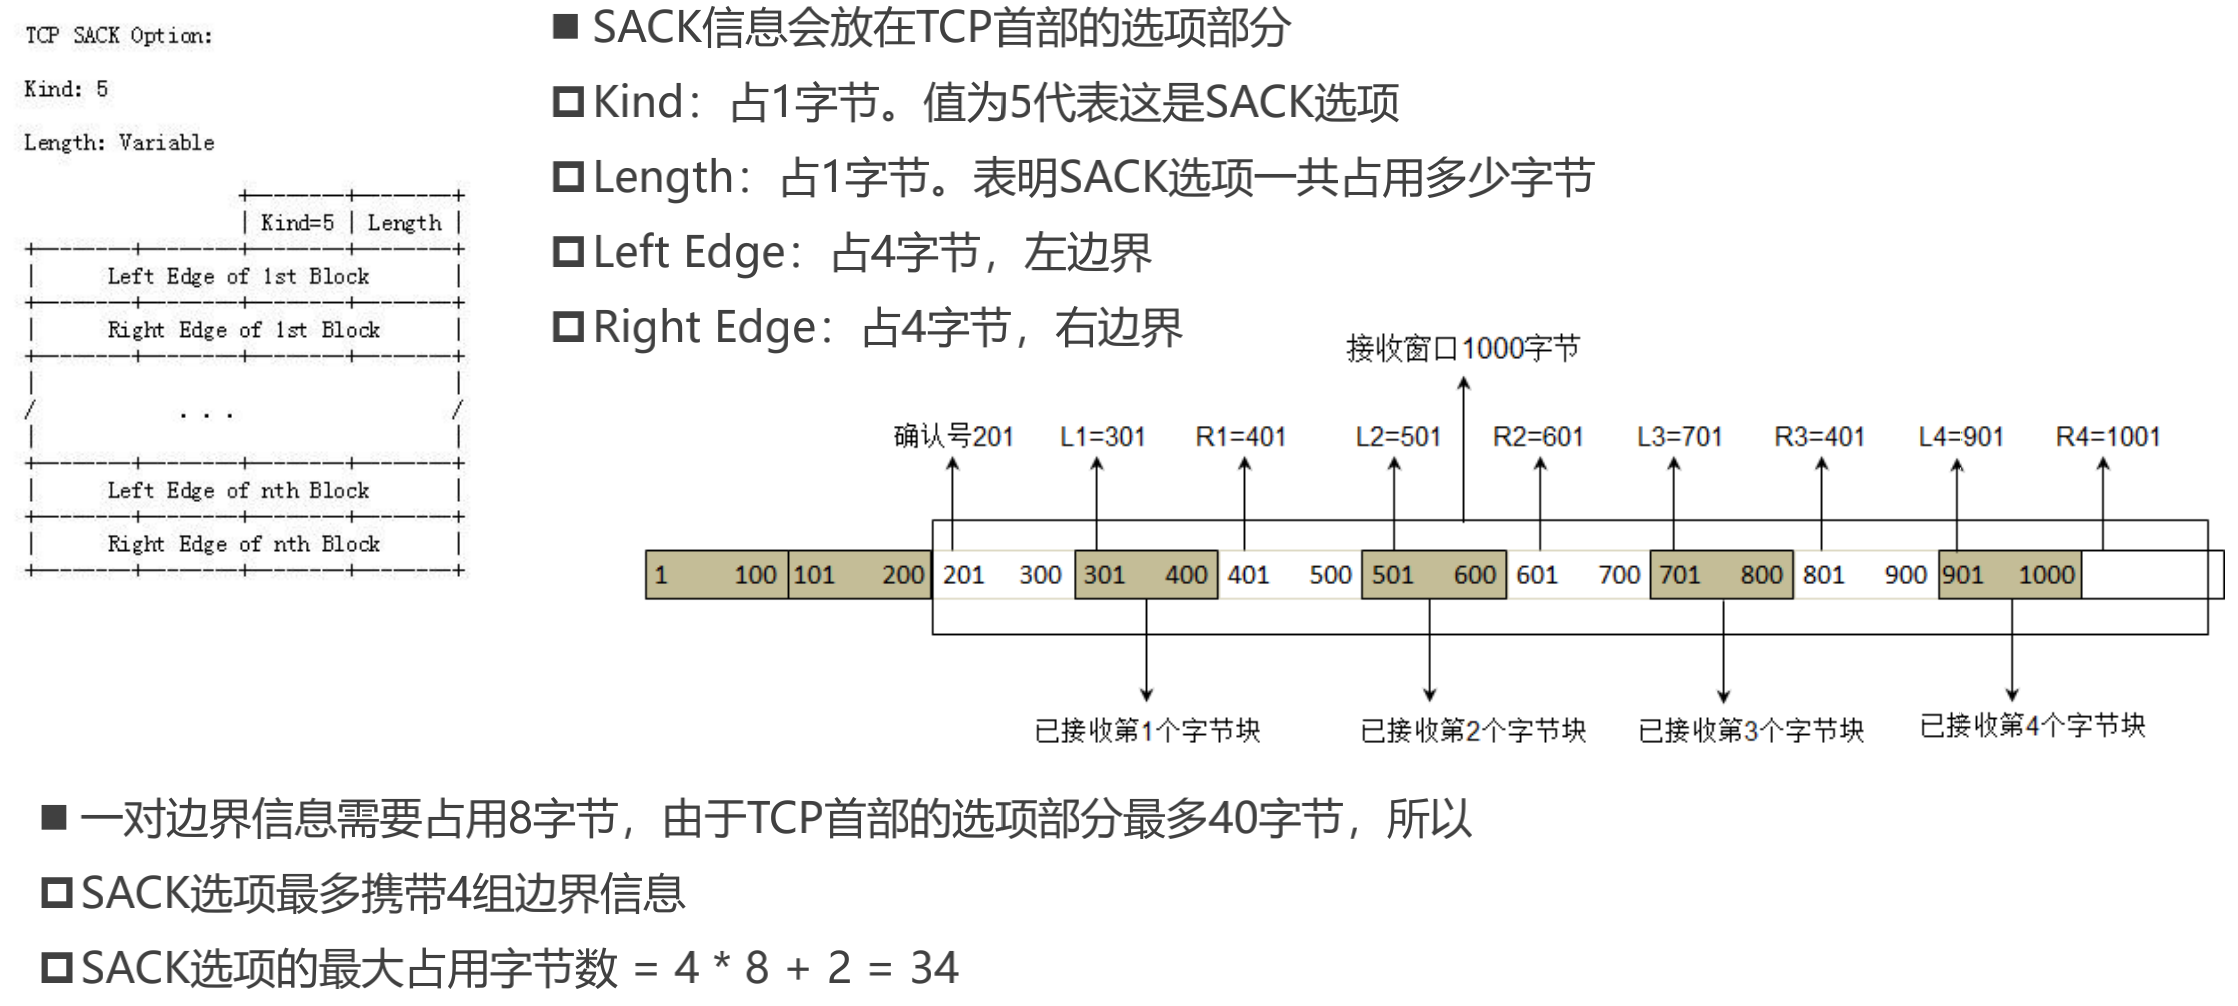 TCP SACK Option:
Kind: 5
Length: Variable
Kind=5 Length
Left Edge of 1st Block
Right Edge of 1st Block
. . .
Left Edge of nth Block
Right Edge of nth Block
SACK信息会放在TCP首部的选项部分
Kind：占1字节。值为5代表这是SACK选项
Length：占1字节。表明SACK选项一共占用多少字节
Left Edge：占4字节，左边界
Right Edge：占4字节，右边界
接收窗口1000字节
确认号201 L1=301 R1=401 L2=501 R2=601 L3=701 R3=401 L4=901 R4=1001
1 100 101 200 201 300 301 400 401 500 501 600 601 700 701 800 801 900 901 1000
已接收第1个字节块 已接收第2个字节块 已接收第3个字节块 已接收第4个字节块
一对边界信息需要占用8字节，由于TCP首部的选项部分最多40字节，所以
SACK选项最多携带4组边界信息
SACK选项的最大占用字节数 = 4 * 8 + 2 = 34